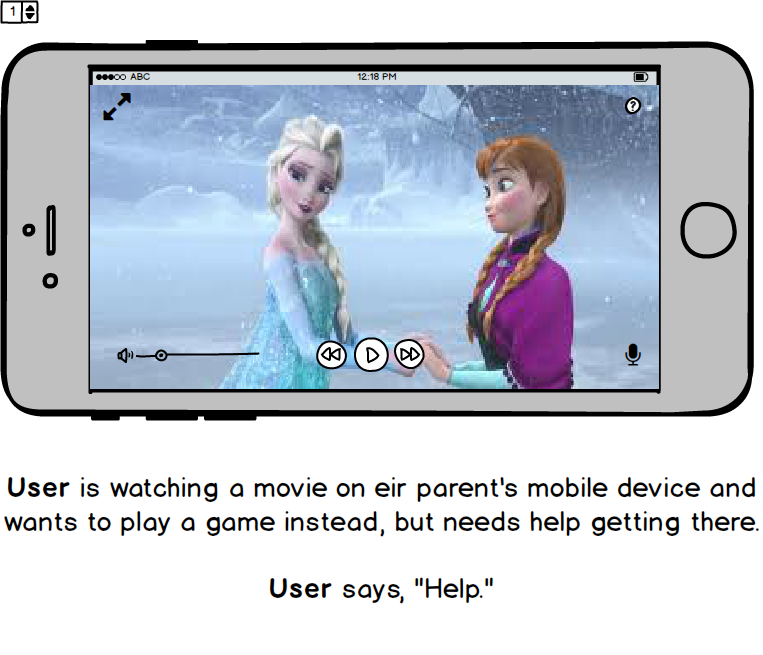 1
ABC
12:18 PM
?
User is watching a movie on eir parent's mobile device and
wants to play a game instead, but needs help getting there.
User says, "Help."